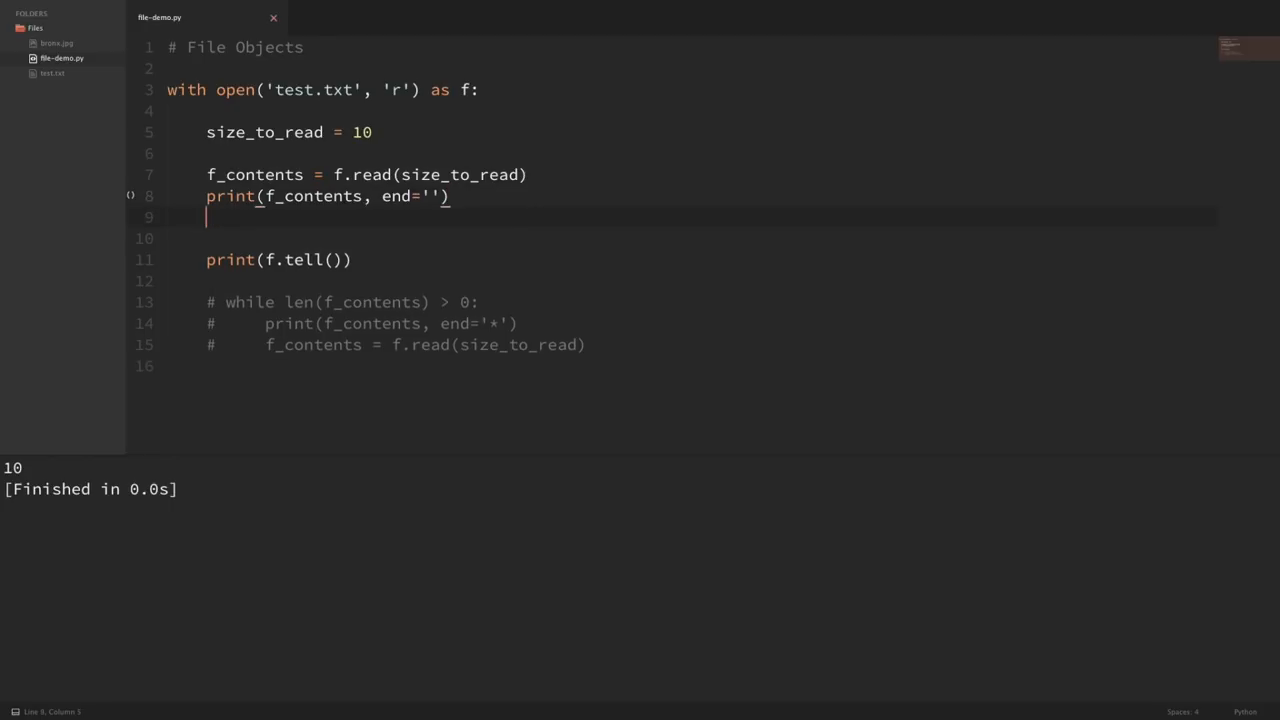 FOLDERS
Files
bronx.jpg
file-demo.py
test.txt
file-demo.py ×
1 # File Objects
2
3 with open('test.txt', 'r') as f:
4
5 size_to_read = 10
6
7 f_contents = f.read(size_to_read)
() 8 print(f_contents, end='')
9
10
11 print(f.tell())
12
13 # while len(f_contents) > 0:
14 #     print(f_contents, end='*')
15 #     f_contents = f.read(size_to_read)
16
10
[Finished in 0.0s]
Line 9, Column 5
Spaces: 4
Python